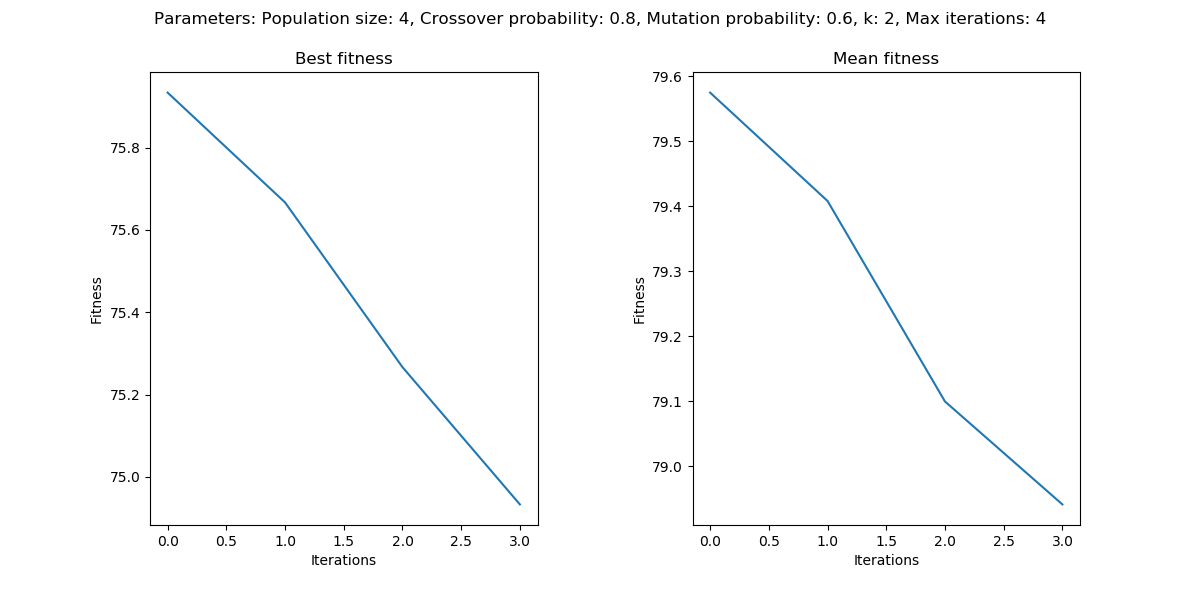 Parameters: Population size: 4, Crossover probability: 0.8, Mutation probability: 0.6, k: 2, Max iterations: 4
Best fitness
Fitness
75.8
75.6
75.4
75.2
75.0
0.0 0.5 1.0 1.5 2.0 2.5 3.0
Iterations
Mean fitness
Fitness
79.6
79.5
79.4
79.3
79.2
79.1
79.0
0.0 0.5 1.0 1.5 2.0 2.5 3.0
Iterations